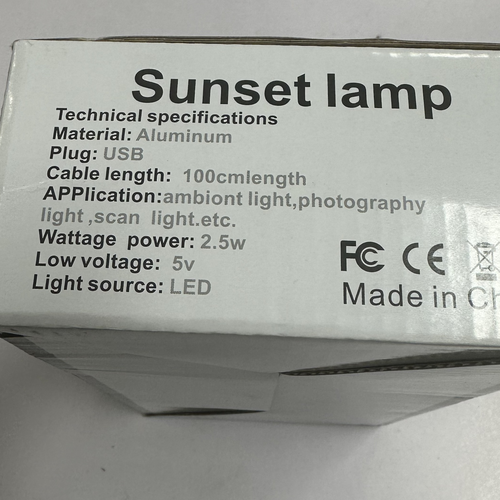 Sunset lamp
Technical specifications
Material: Aluminum
Plug: USB
Cable length: 100cmlength
APPlication:ambiont light,photography
light ,scan light.etc.
Wattage power: 2.5w
Low voltage: 5v
Light source: LED
FC CE
Made in Ch